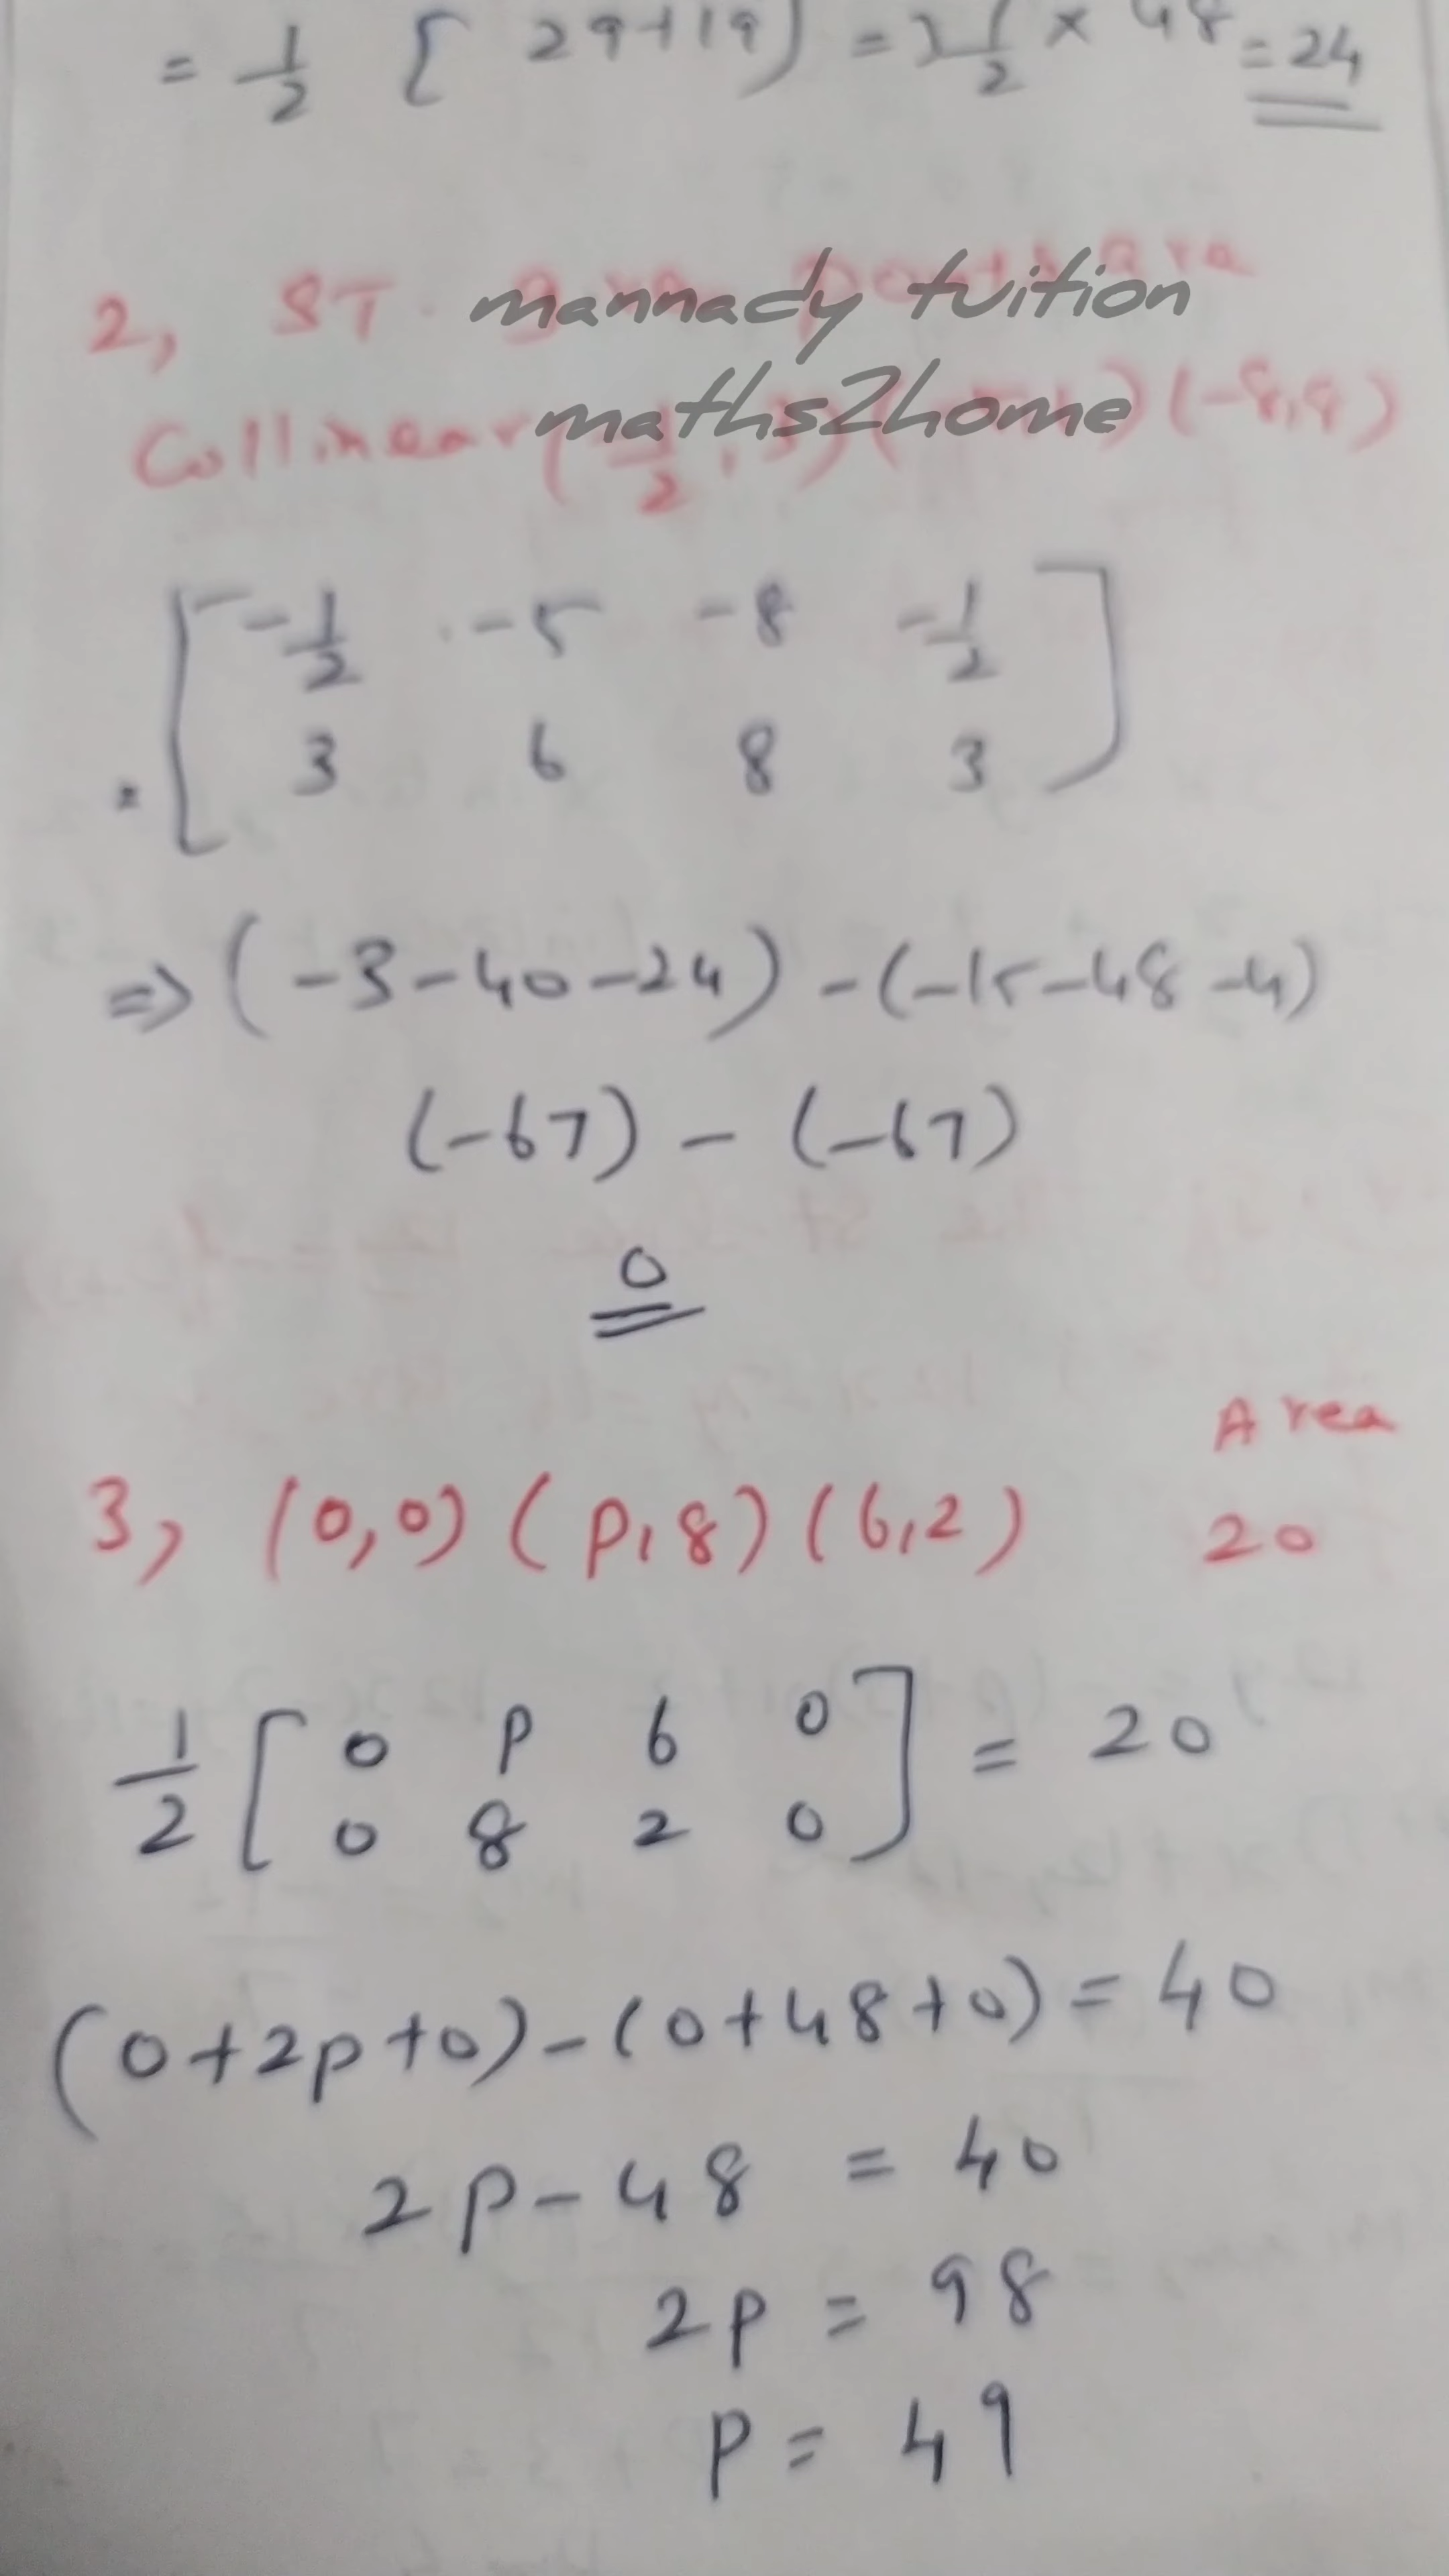 = 1/2 [ 29+19) = 1/2 × 48 = 24
mannady tuition
2, ST
maths2home
Collinear (-8,8)
[ -1/2 -5 -8 -1/2 ]
3 6 8 3
⇒ (-3-40-24) - (-15-48-4)
(-67) - (-67)
0
Area
3, (0,0) (p,8) (6,2) 20
1/2 [ 0 p 6 0 ] = 20
0 8 2 0
(0+2p+0)-(0+48+0) = 40
2p-48 = 40
2p = 98
p = 49